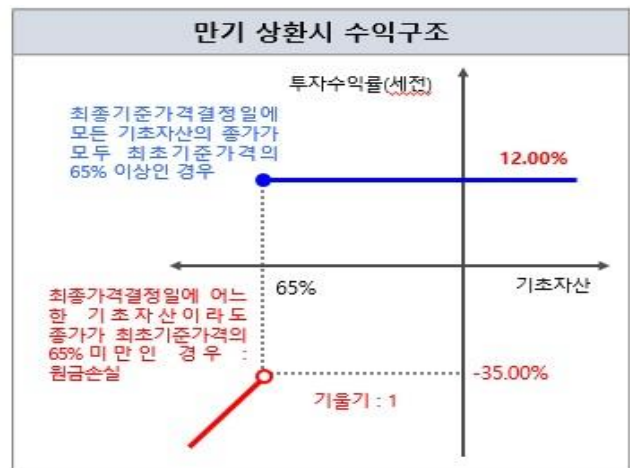 만기 상환시 수익구조
투자수익률(세전)
최종기준가격결정일에
모든 기초자산의 종가가
모두 최초기준가격의
65% 이상인 경우
12.00%
65%
기초자산
최종가격결정일에 어느
한 기초자산이라도
종가가 최초기준가격의
65% 미만인 경우 :
원금손실
-35.00%
기울기 : 1